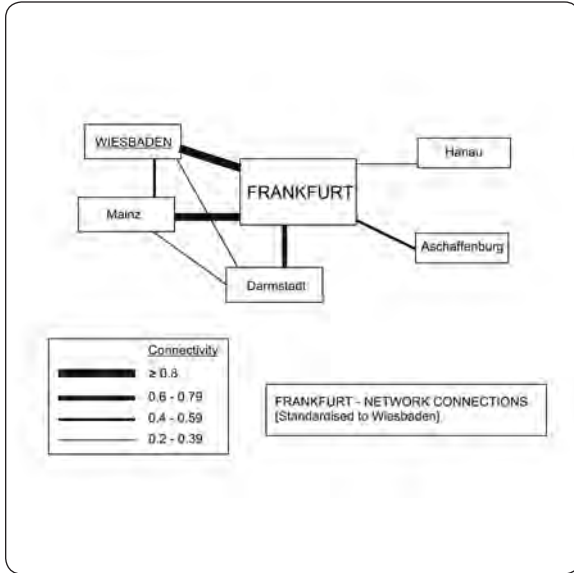 WIESBADEN
Hanau
FRANKFURT
Mainz
Aschaffenburg
Darmstadt
Connectivity
≥ 0.8
0.6 - 0.79
0.4 - 0.59
0.2 - 0.39
FRANKFURT - NETWORK CONNECTIONS
[Standardised to Wiesbaden]